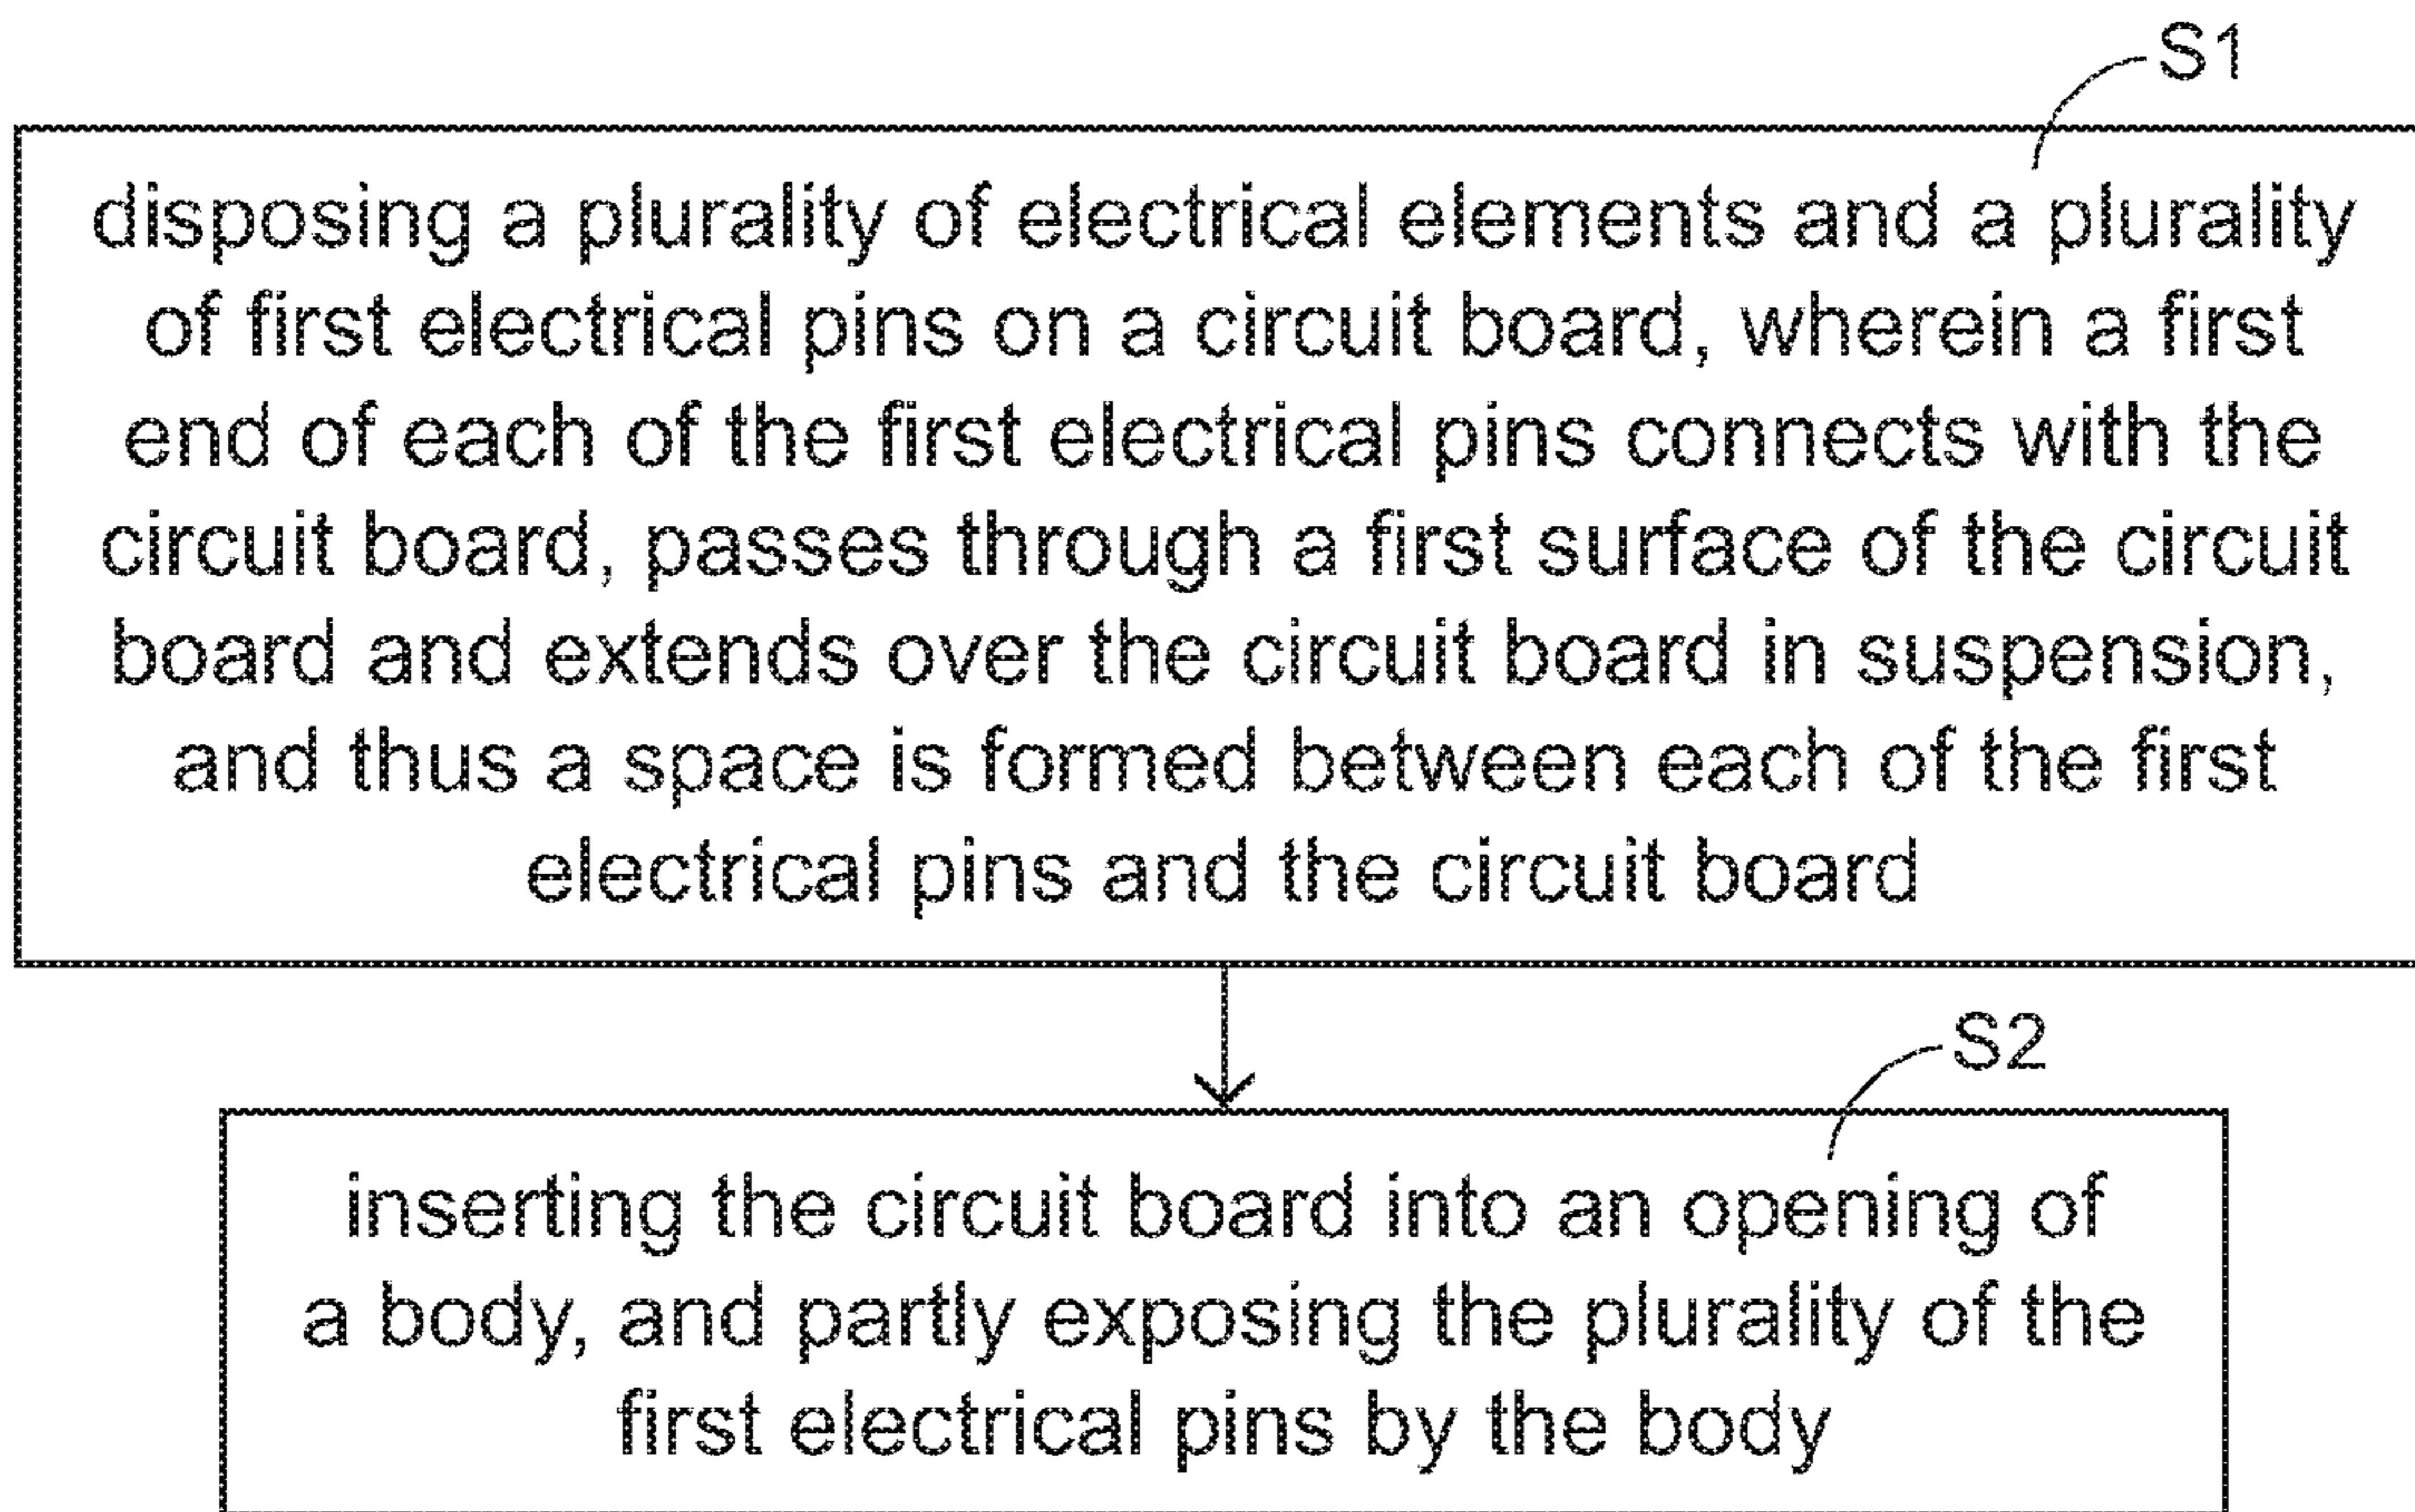 S1
disposing a plurality of electrical elements and a plurality
of first electrical pins on a circuit board, wherein a first
end of each of the first electrical pins connects with the
circuit board, passes through a first surface of the circuit
board and extends over the circuit board in suspension,
and thus a space is formed between each of the first
electrical pins and the circuit board
S2
inserting the circuit board into an opening of
a body, and partly exposing the plurality of the
first electrical pins by the body